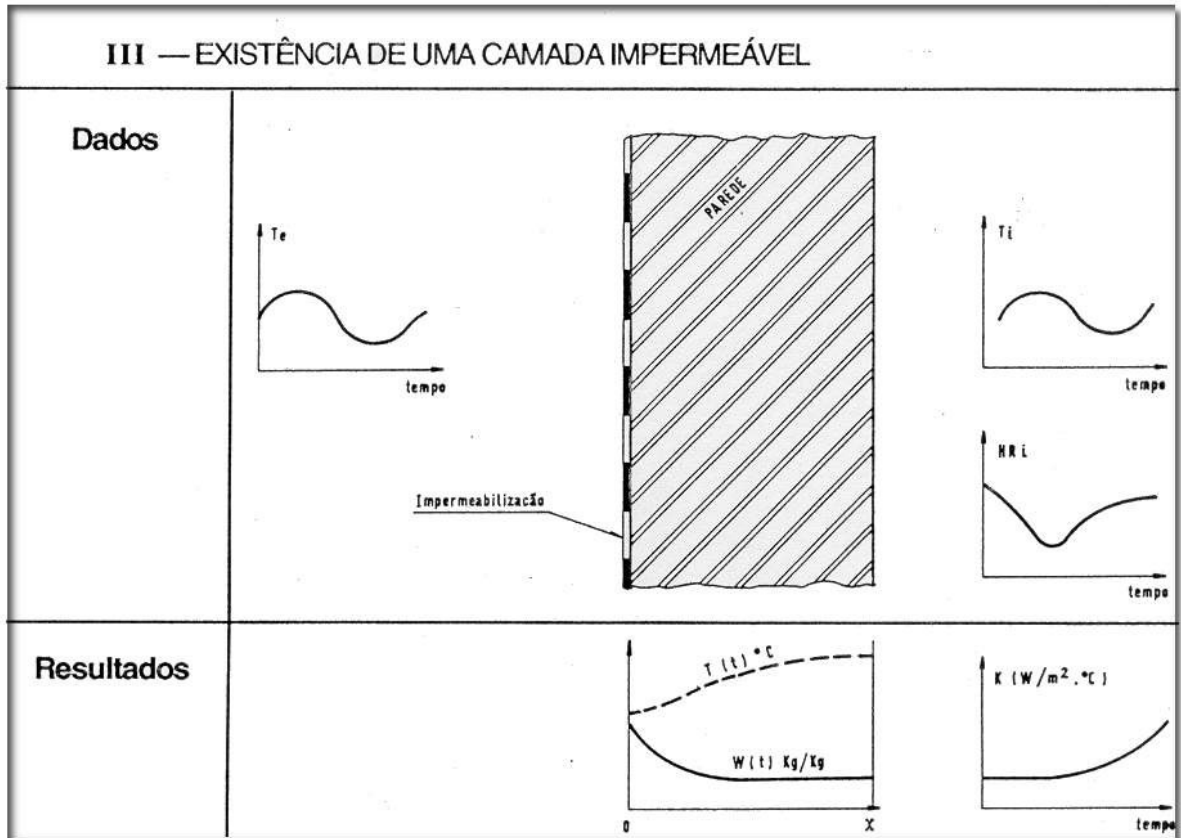 III — EXISTÊNCIA DE UMA CAMADA IMPERMEÁVEL
Dados
Te
tempo
PAREDE
Impermeabilização
Ti
tempo
HRi
tempo
Resultados
T (t) °C
W(t) Kg/Kg
0
X
K (W/m².°C)
tempo